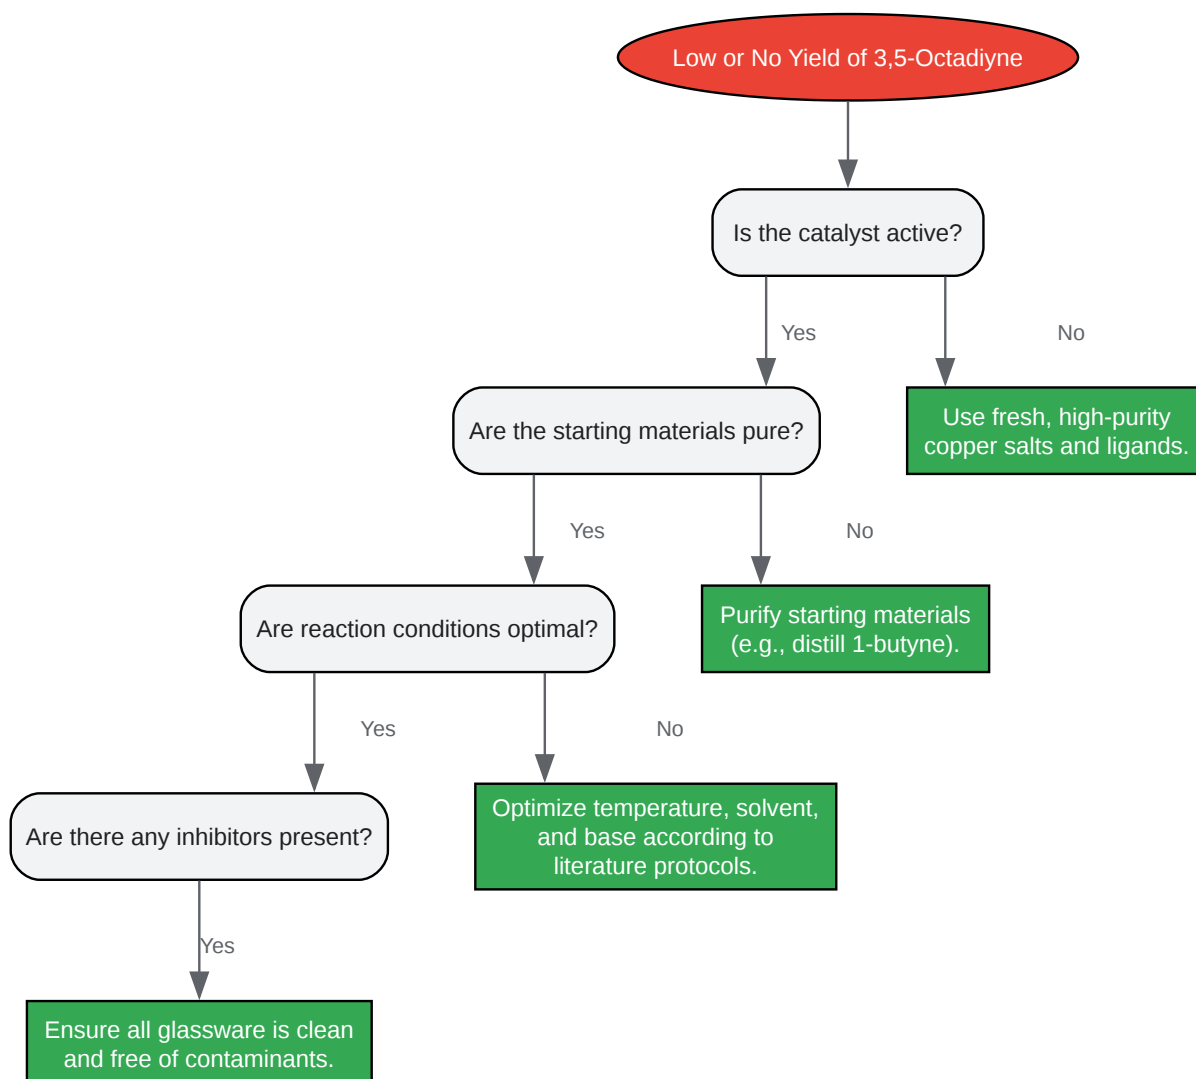 Low or No Yield of 3,5-Octadiyne
Is the catalyst active?
Yes
No
Are the starting materials pure?
Use fresh, high-purity
copper salts and ligands.
Yes
No
Are reaction conditions optimal?
Purify starting materials
(e.g., distill 1-butyne).
Yes
No
Are there any inhibitors present?
Optimize temperature, solvent,
and base according to
literature protocols.
Yes
Ensure all glassware is clean
and free of contaminants.